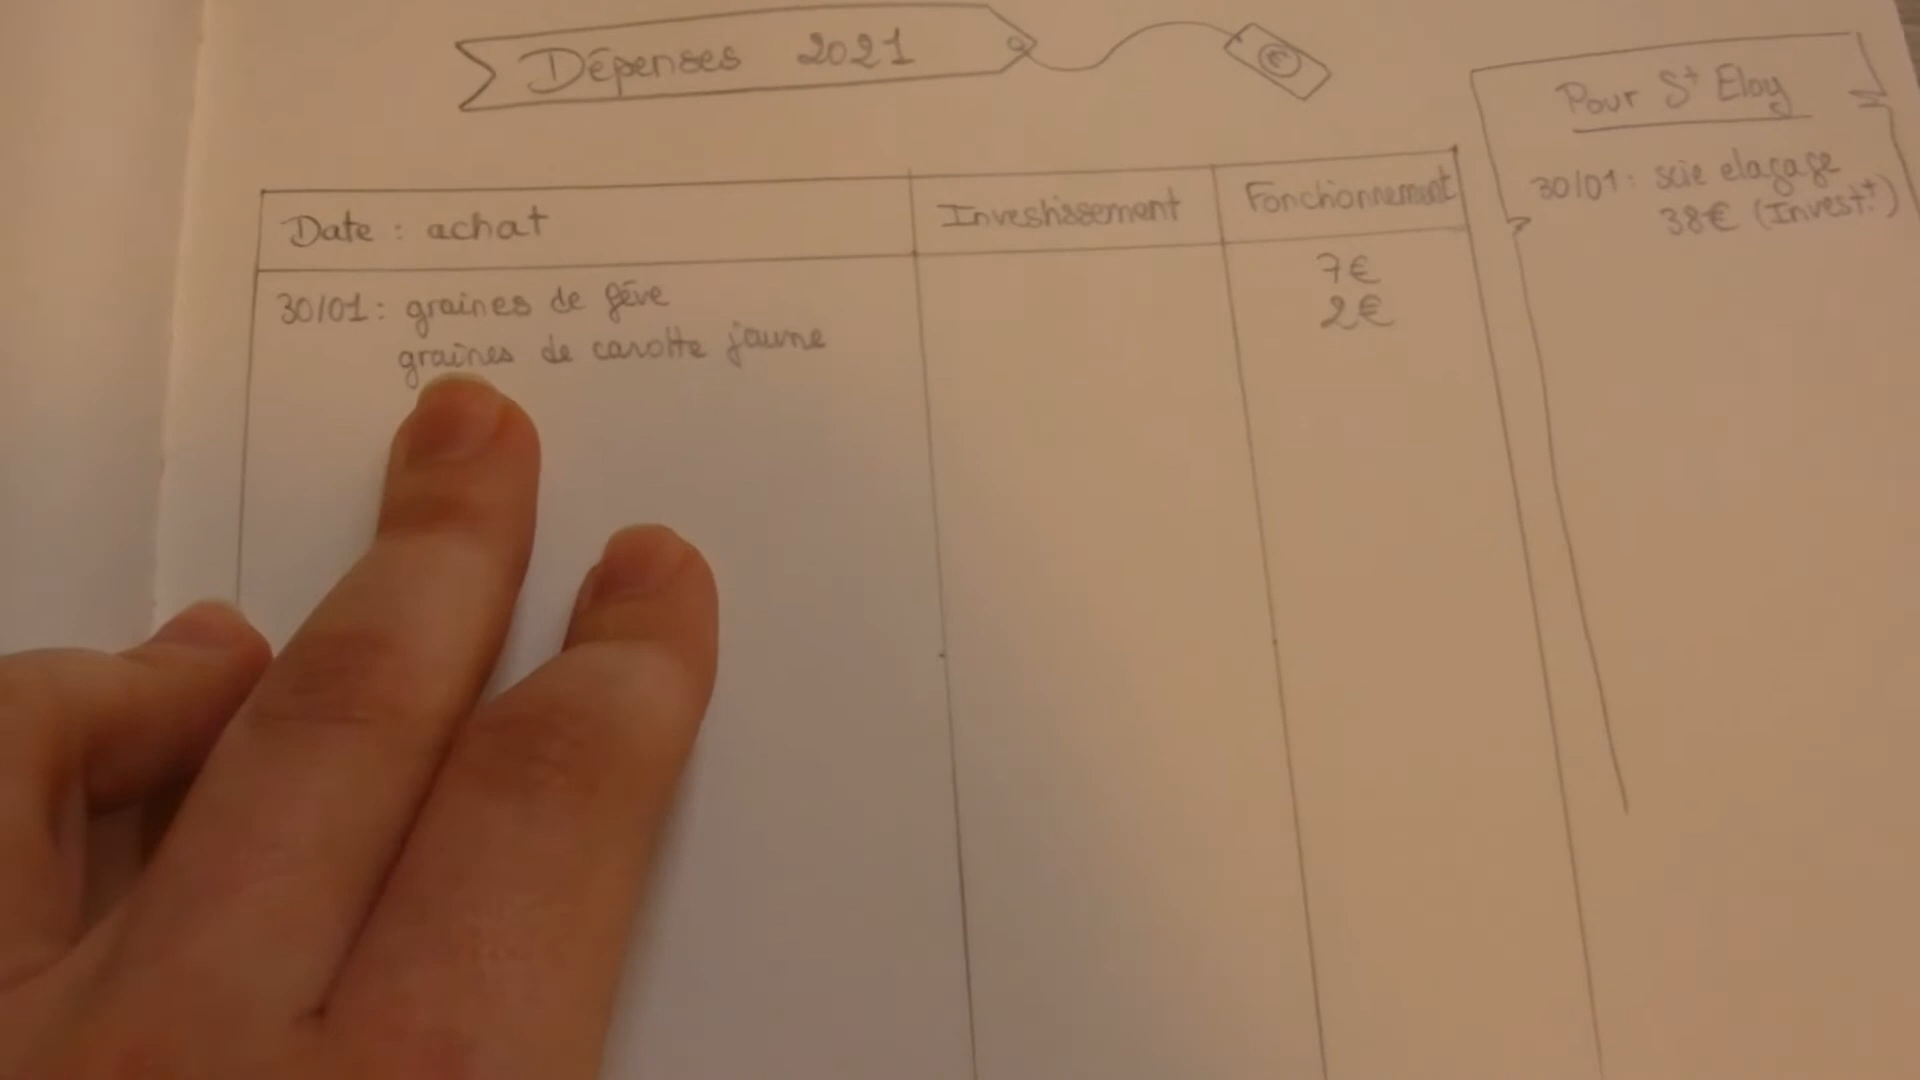 Dépenses 2021
€
Pour St Eloy
30/01: scie elagage
38€ (Invest.t)
Date : achat
Investissement
Fonctionnement
30/01: graines de fève
7€
graines de carotte jaune
2€